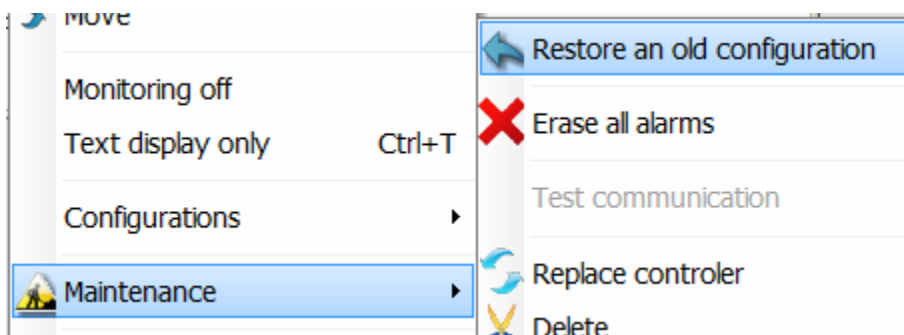 Move
Monitoring off
Text display only Ctrl+T
Configurations
Maintenance
Restore an old configuration
Erase all alarms
Test communication
Replace controler
Delete